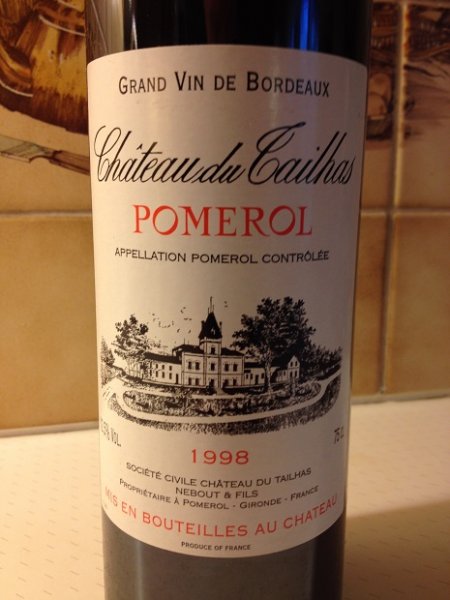 GRAND VIN DE BORDEAUX
Château du Tailhas
POMEROL
APPELLATION POMEROL CONTRÔLÉE
75 CL
1998
SOCIÉTÉ CIVILE CHÂTEAU DU TAILHAS
NEBOUT & FILS
PROPRIÉTAIRE À POMEROL - GIRONDE - FRANCE
MIS EN BOUTEILLES AU CHATEAU
PRODUCE OF FRANCE